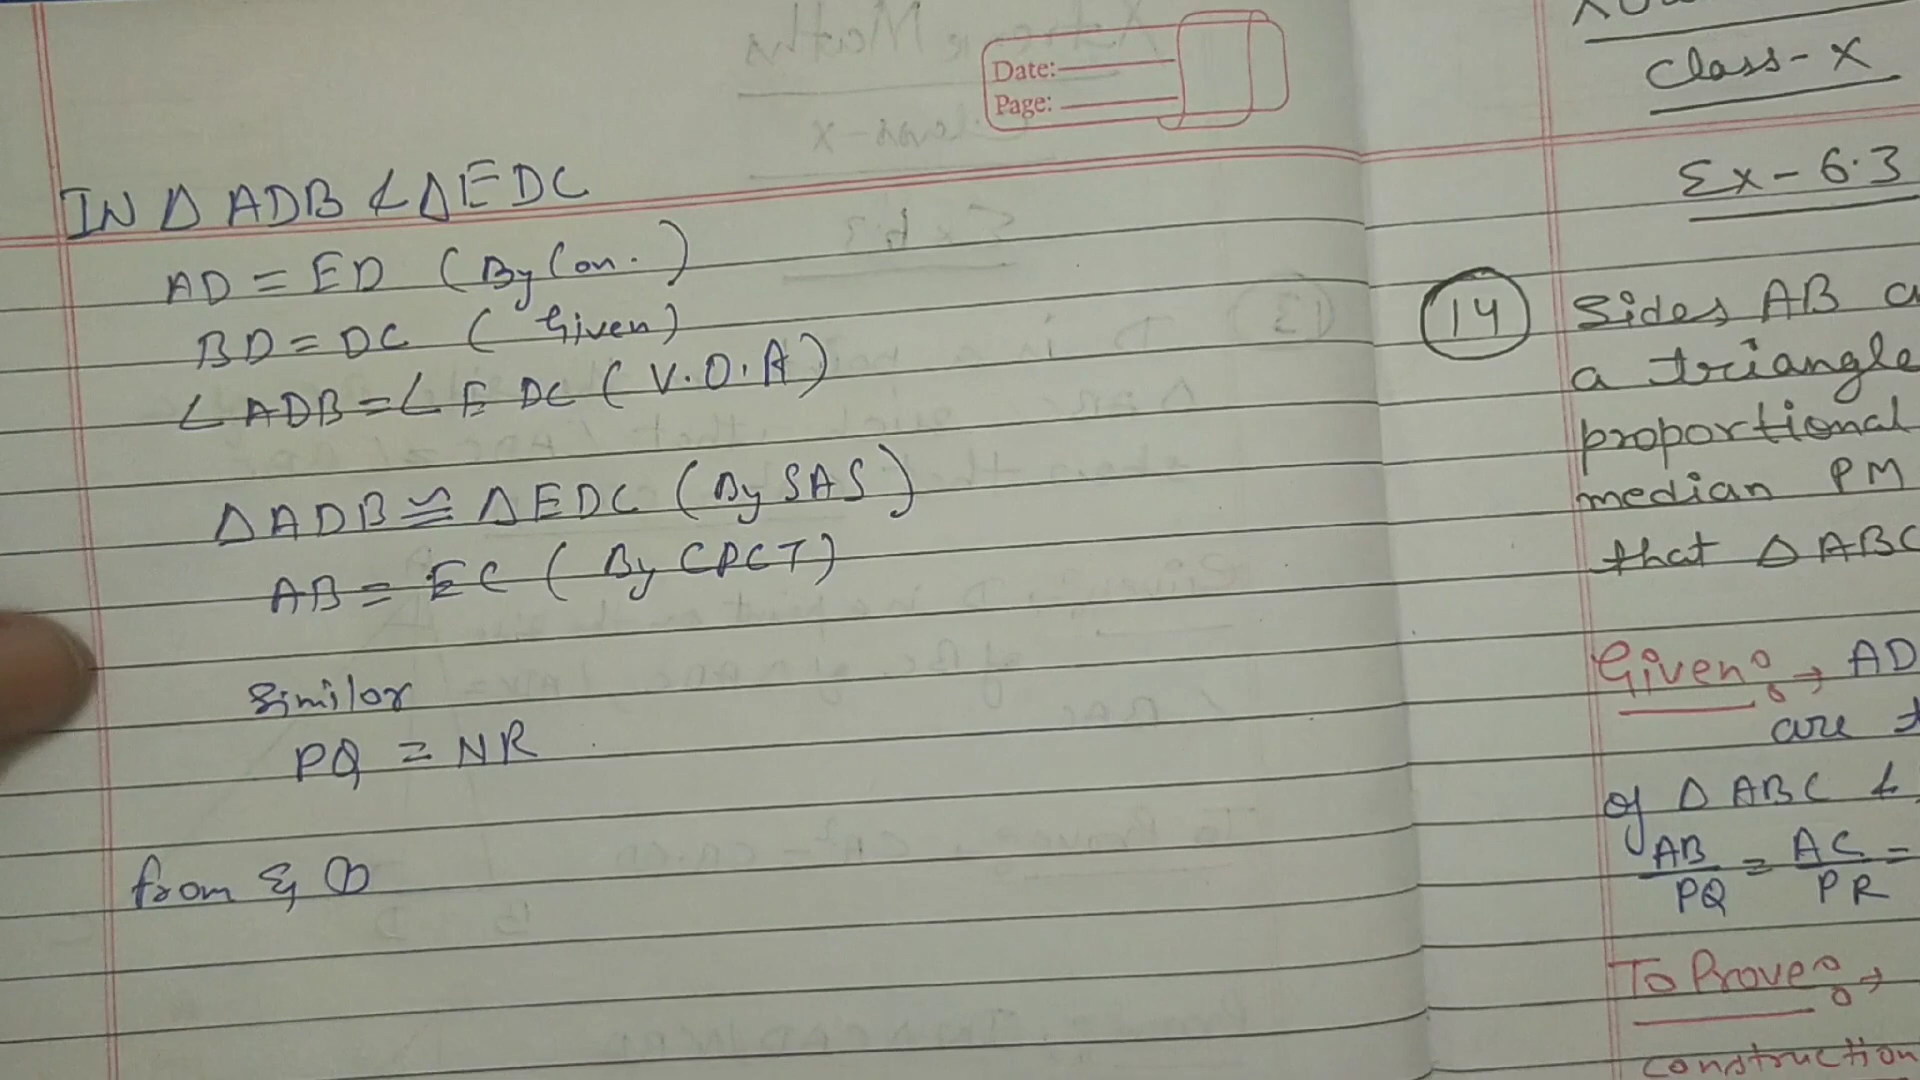 Date:
Page:
IN Δ ADB & Δ EDC
AD = ED (By Con.)
BD = DC (Given)
∠ ADB = ∠ EDC (V.O.A)
Δ ADB ≅ Δ EDC (By SAS)
AB = EC (By CPCT)
Similar
PQ = NR
from Eq ①
Class - X
Ex - 6.3
14 Sides AB
a triangle
proportional
median PM
that Δ ABC
Given: → AD
are
of Δ ABC &
AB/PQ = AC/PR =
To Prove: →
Construction